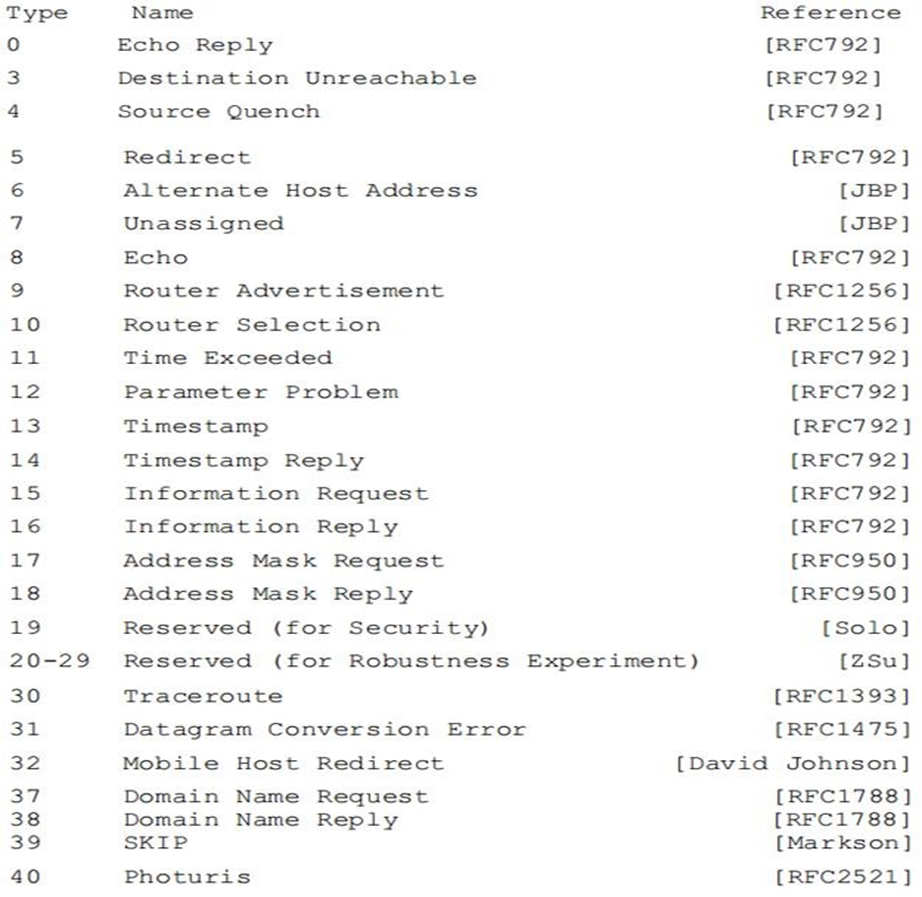 Type Name Reference
0 Echo Reply [RFC792]
3 Destination Unreachable [RFC792]
4 Source Quench [RFC792]
5 Redirect [RFC792]
6 Alternate Host Address [JBP]
7 Unassigned [JBP]
8 Echo [RFC792]
9 Router Advertisement [RFC1256]
10 Router Selection [RFC1256]
11 Time Exceeded [RFC792]
12 Parameter Problem [RFC792]
13 Timestamp [RFC792]
14 Timestamp Reply [RFC792]
15 Information Request [RFC792]
16 Information Reply [RFC792]
17 Address Mask Request [RFC950]
18 Address Mask Reply [RFC950]
19 Reserved (for Security) [Solo]
20-29 Reserved (for Robustness Experiment) [ZSu]
30 Traceroute [RFC1393]
31 Datagram Conversion Error [RFC1475]
32 Mobile Host Redirect [David Johnson]
37 Domain Name Request [RFC1788]
38 Domain Name Reply [RFC1788]
39 SKIP [Markson]
40 Photuris [RFC2521]